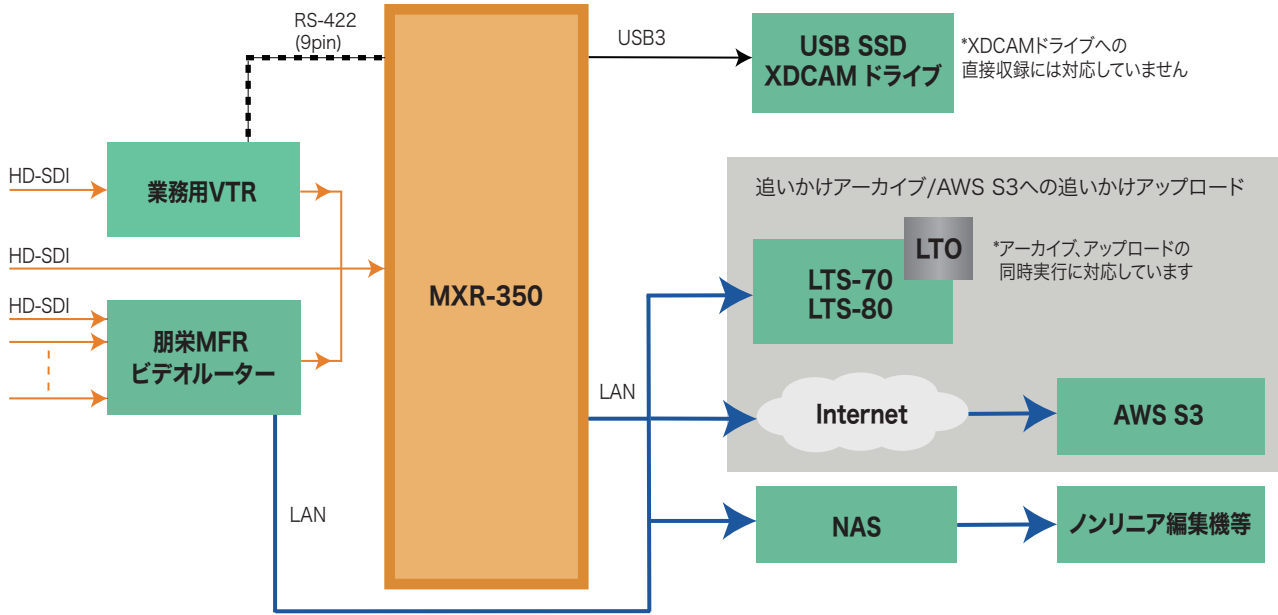 RS-422
(9pin)
USB3
USB SSD
XDCAM ドライブ
*XDCAMドライブへの
直接収録には対応していません
HD-SDI
業務用VTR
HD-SDI
HD-SDI
朋栄MFR
ビデオルーター
MXR-350
追いかけアーカイブ/AWS S3への追いかけアップロード
LTO
LTS-70
LTS-80
*アーカイブ、アップロードの
同時実行に対応しています
LAN
Internet
AWS S3
LAN
NAS
ノンリニア編集機等